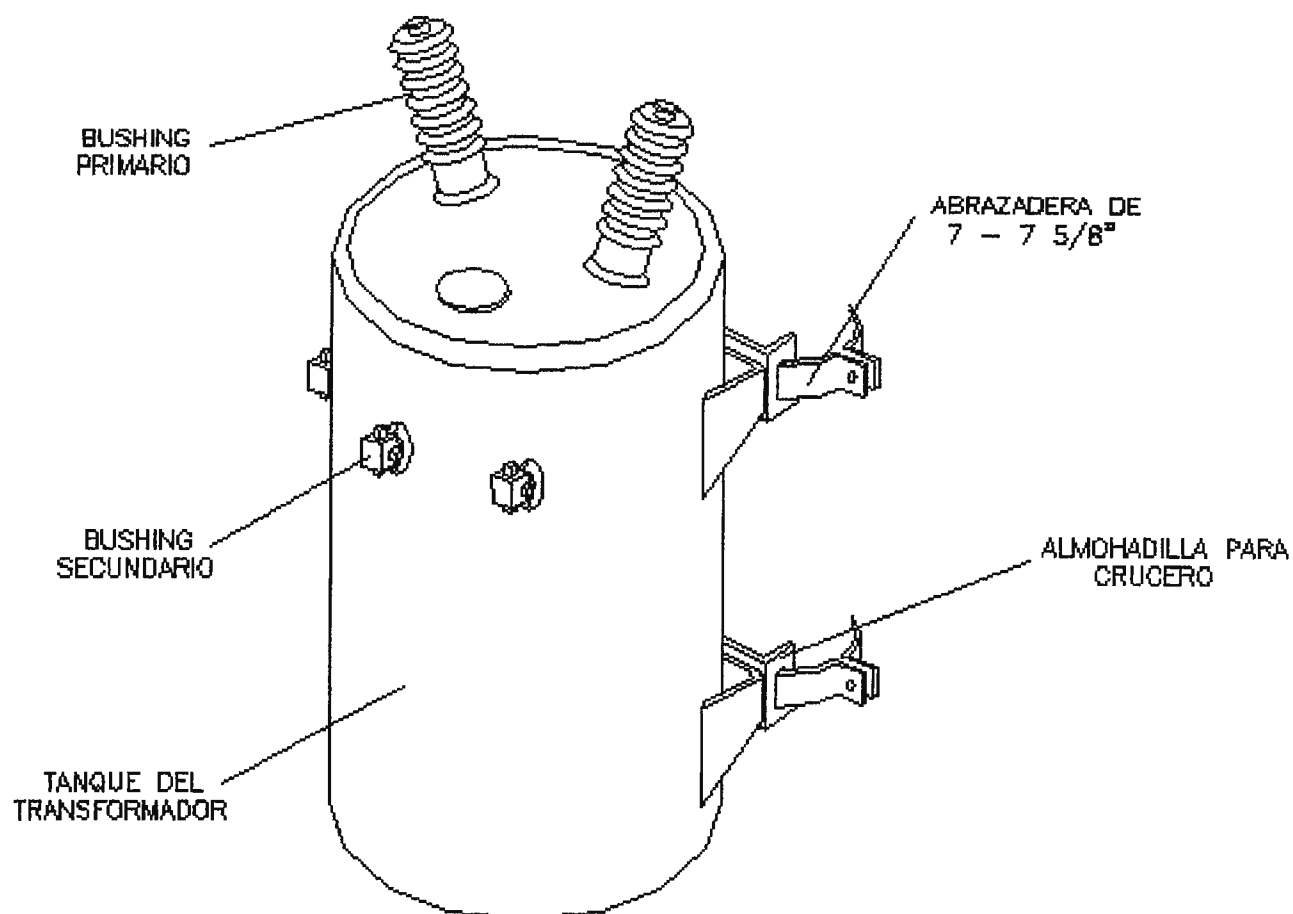 BUSHING
PRIMARIO
ABRAZADERA DE
7 - 7 5/8"
BUSHING
SECUNDARIO
ALMOHADILLA PARA
CRUCERO
TANQUE DEL
TRANSFORMADOR